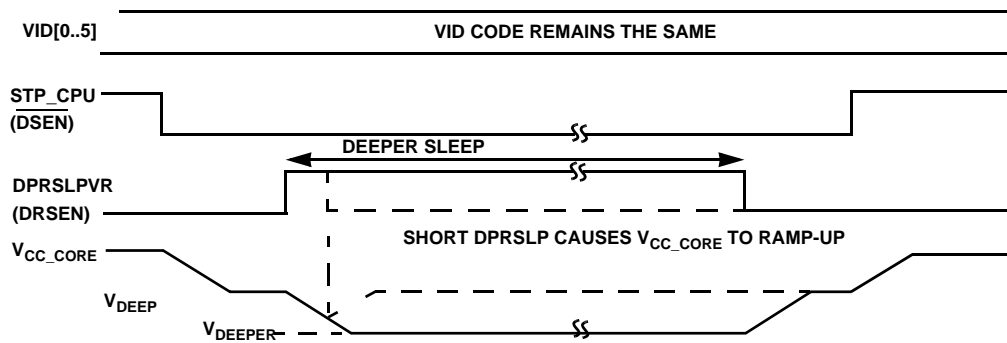 VID[0..5]
VID CODE REMAINS THE SAME
STP_CPU
(DSEN)
DEEPER SLEEP
DPRSLPVR
(DRSEN)
SHORT DPRSLP CAUSES VCC_CORE TO RAMP-UP
VCC_CORE
VDEEP
VDEEPER